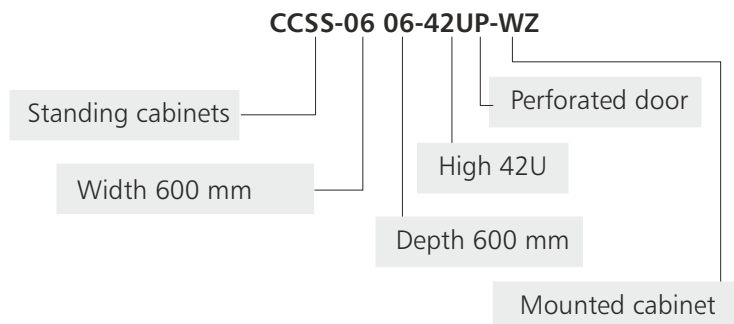 CCSS-06 06-42UP-WZ
Standing cabinets
Perforated door
High 42U
Width 600 mm
Depth 600 mm
Mounted cabinet